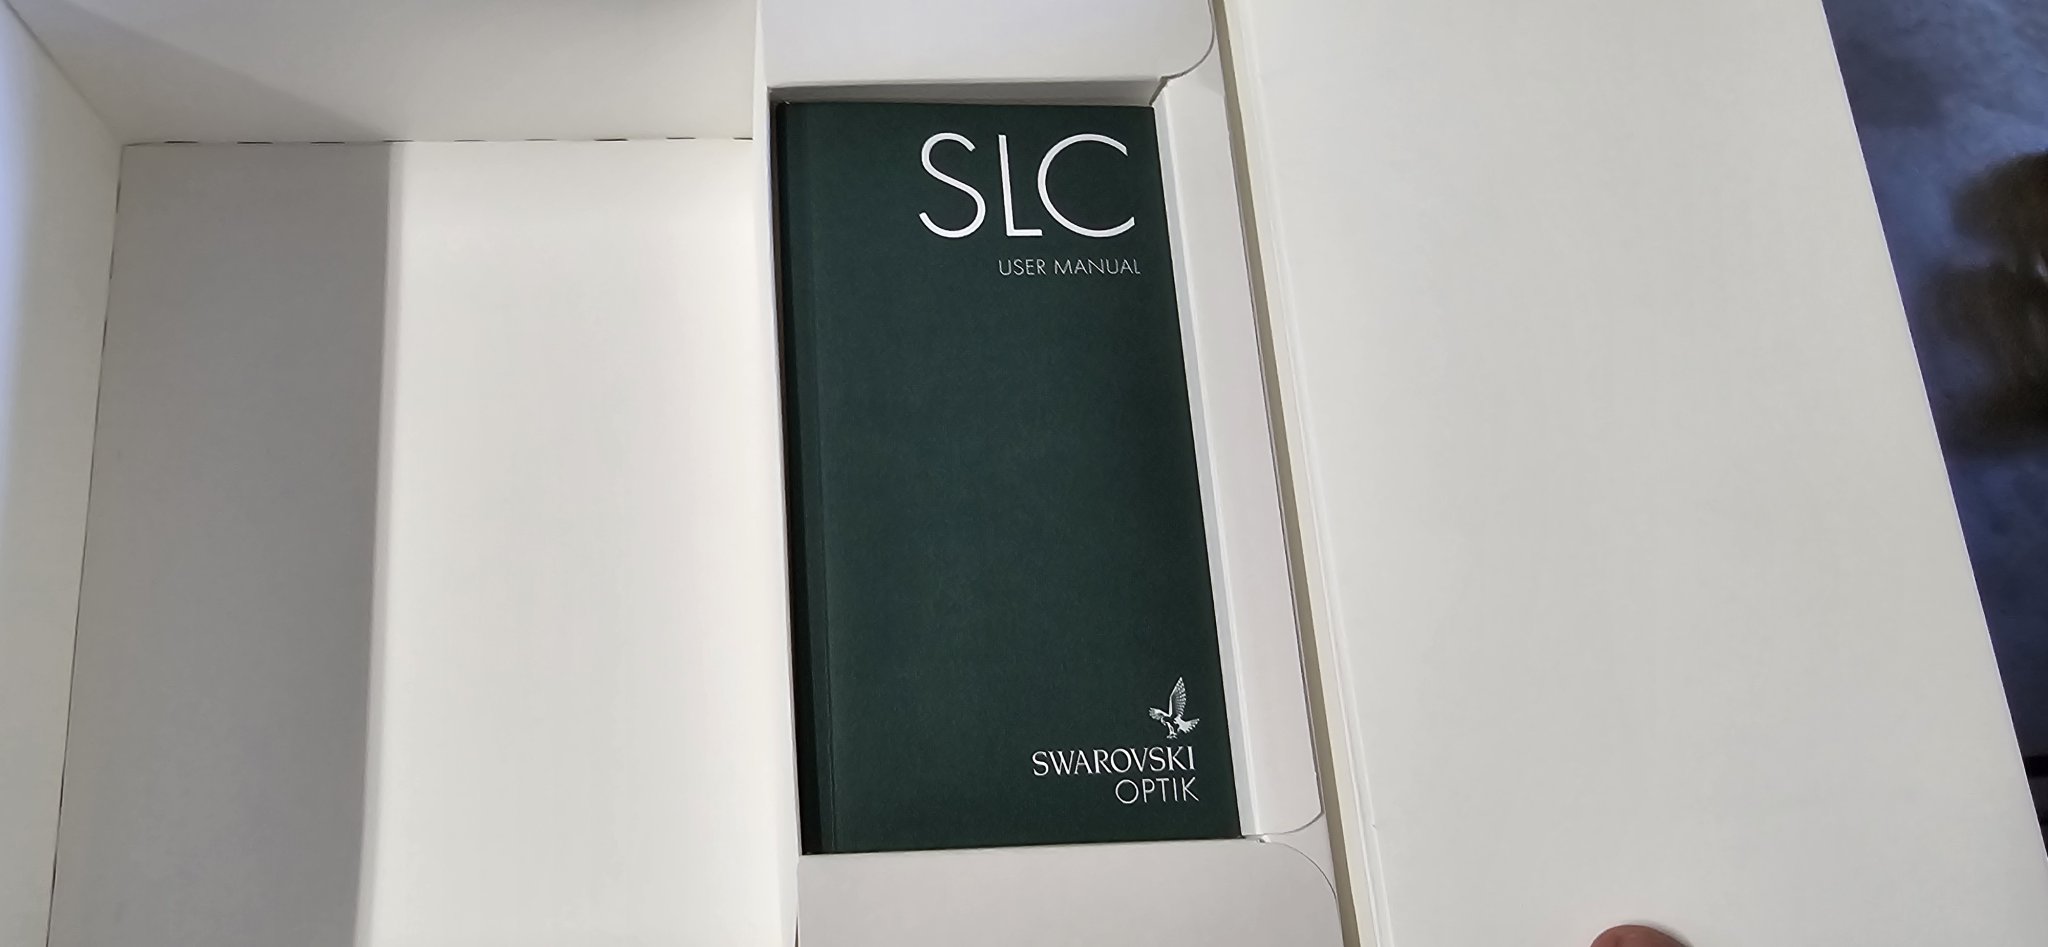 SLC
USER MANUAL
SWAROVSKI
OPTIK